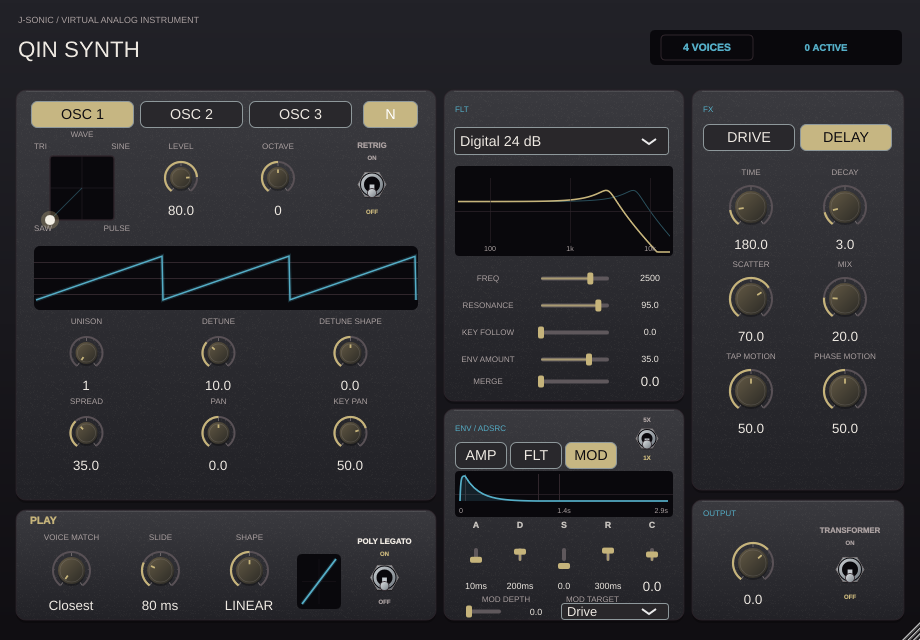 J-SONIC / VIRTUAL ANALOG INSTRUMENT
QIN SYNTH
4 VOICES
0 ACTIVE
OSC 1
OSC 2
OSC 3
N
WAVE
TRI
SINE
SAW
PULSE
LEVEL
80.0
OCTAVE
0
RETRIG
ON
OFF
UNISON
DETUNE
DETUNE SHAPE
1
10.0
0.0
SPREAD
PAN
KEY PAN
35.0
0.0
50.0
PLAY
VOICE MATCH
SLIDE
SHAPE
POLY LEGATO
ON
OFF
Closest
80 ms
LINEAR
FLT
Digital 24 dB
100
1k
10k
FREQ
2500
RESONANCE
95.0
KEY FOLLOW
0.0
ENV AMOUNT
35.0
MERGE
0.0
ENV / ADSRC
5X
1X
AMP
FLT
MOD
0
1.4s
2.9s
A
D
S
R
C
10ms
200ms
0.0
300ms
0.0
MOD DEPTH
MOD TARGET
0.0
Drive
FX
DRIVE
DELAY
TIME
DECAY
180.0
3.0
SCATTER
MIX
70.0
20.0
TAP MOTION
PHASE MOTION
50.0
50.0
OUTPUT
0.0
TRANSFORMER
ON
OFF